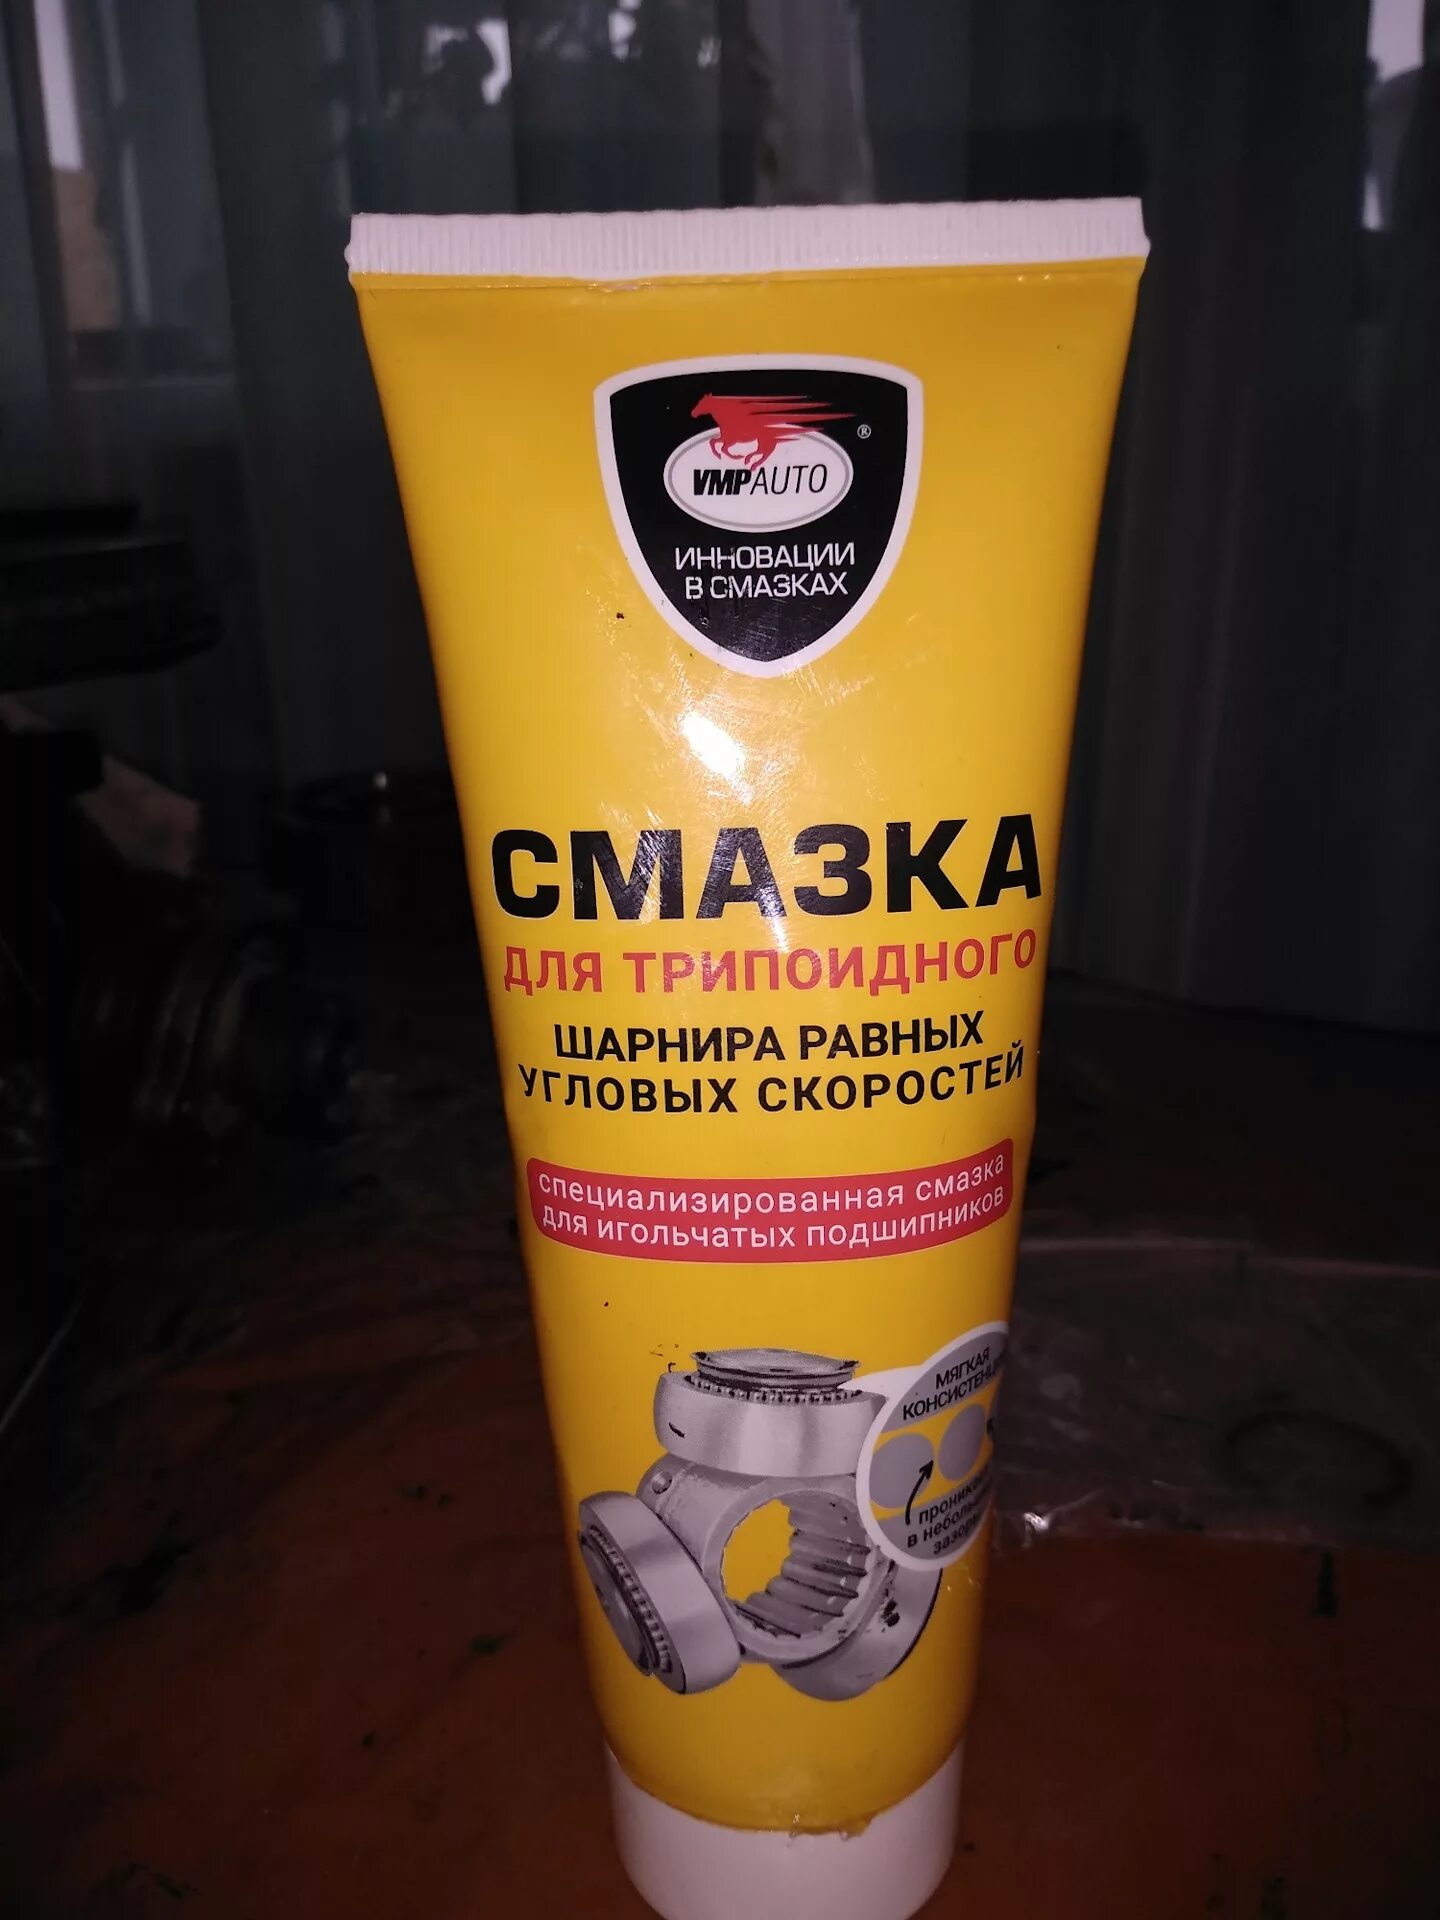 VMPAUTO ®
ИННОВАЦИИ
В СМАЗКАХ
СМАЗКА
ДЛЯ ТРИПОИДНОГО
ШАРНИРА РАВНЫХ
УГЛОВЫХ СКОРОСТЕЙ
специализированная смазка
для игольчатых подшипников
МЯГКАЯ
в